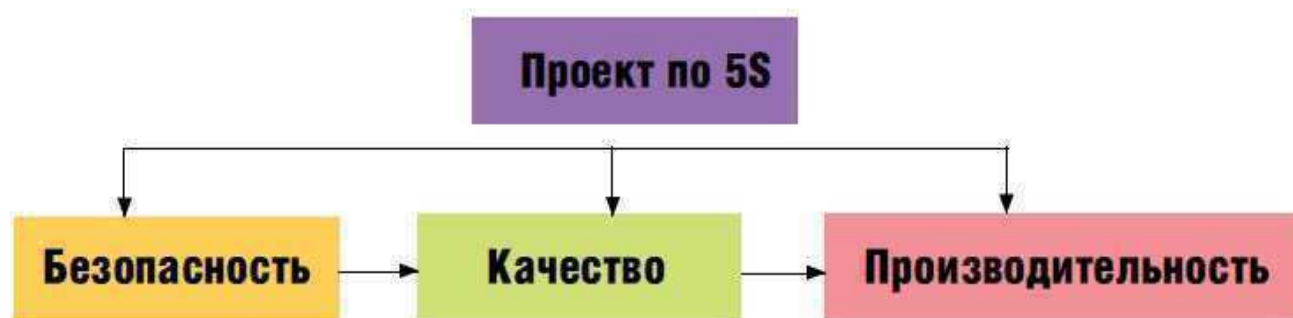 Проект по 5S
Безопасность
Качество
Производительность